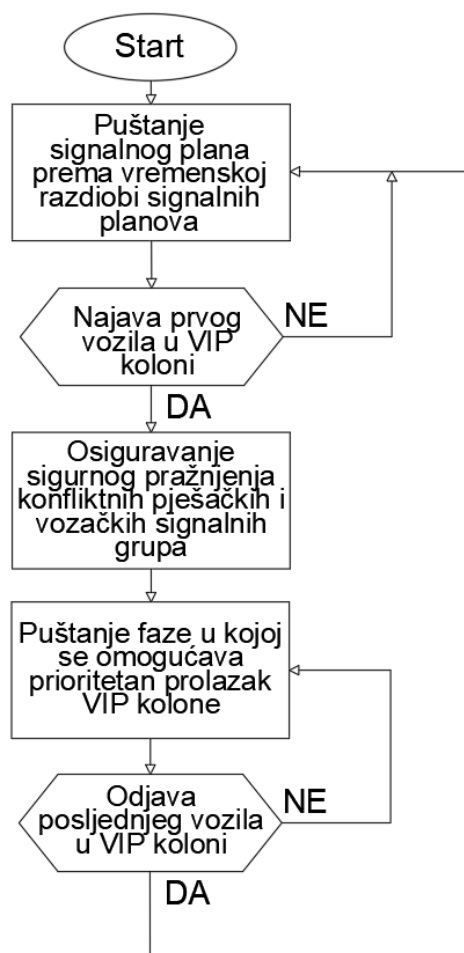 Start
Puštanje
signalnog plana
prema vremenskoj
razdiobi signalnih
planova
Najava prvog
vozila u VIP
koloni
NE
DA
Osiguravanje
sigurnog pražnjenja
konfliktnih pješačkih i
vozačkih signalnih
grupa
Puštanje faze u kojoj
se omogućava
prioritetan prolazak
VIP kolone
Odjava
posljednjeg vozila
u VIP koloni
NE
DA